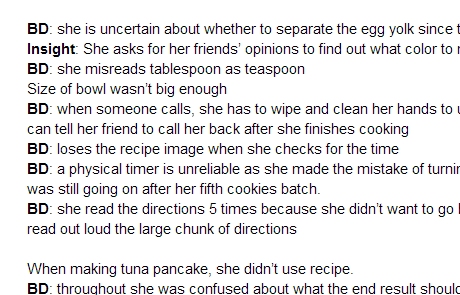 BD: she is uncertain about whether to separate the egg yolk since
Insight: She asks for her friends' opinions to find out what color to
BD: she misreads tablespoon as teaspoon
Size of bowl wasn't big enough
BD: when someone calls, she has to wipe and clean her hands to
can tell her friend to call her back after she finishes cooking
BD: loses the recipe image when she checks for the time
BD: a physical timer is unreliable as she made the mistake of
was still going on after her fifth cookies batch.
BD: she read the directions 5 times because she didn't want to go
read out loud the large chunk of directions
When making tuna pancake, she didn't use recipe.
BD: throughout she was confused about what the end result